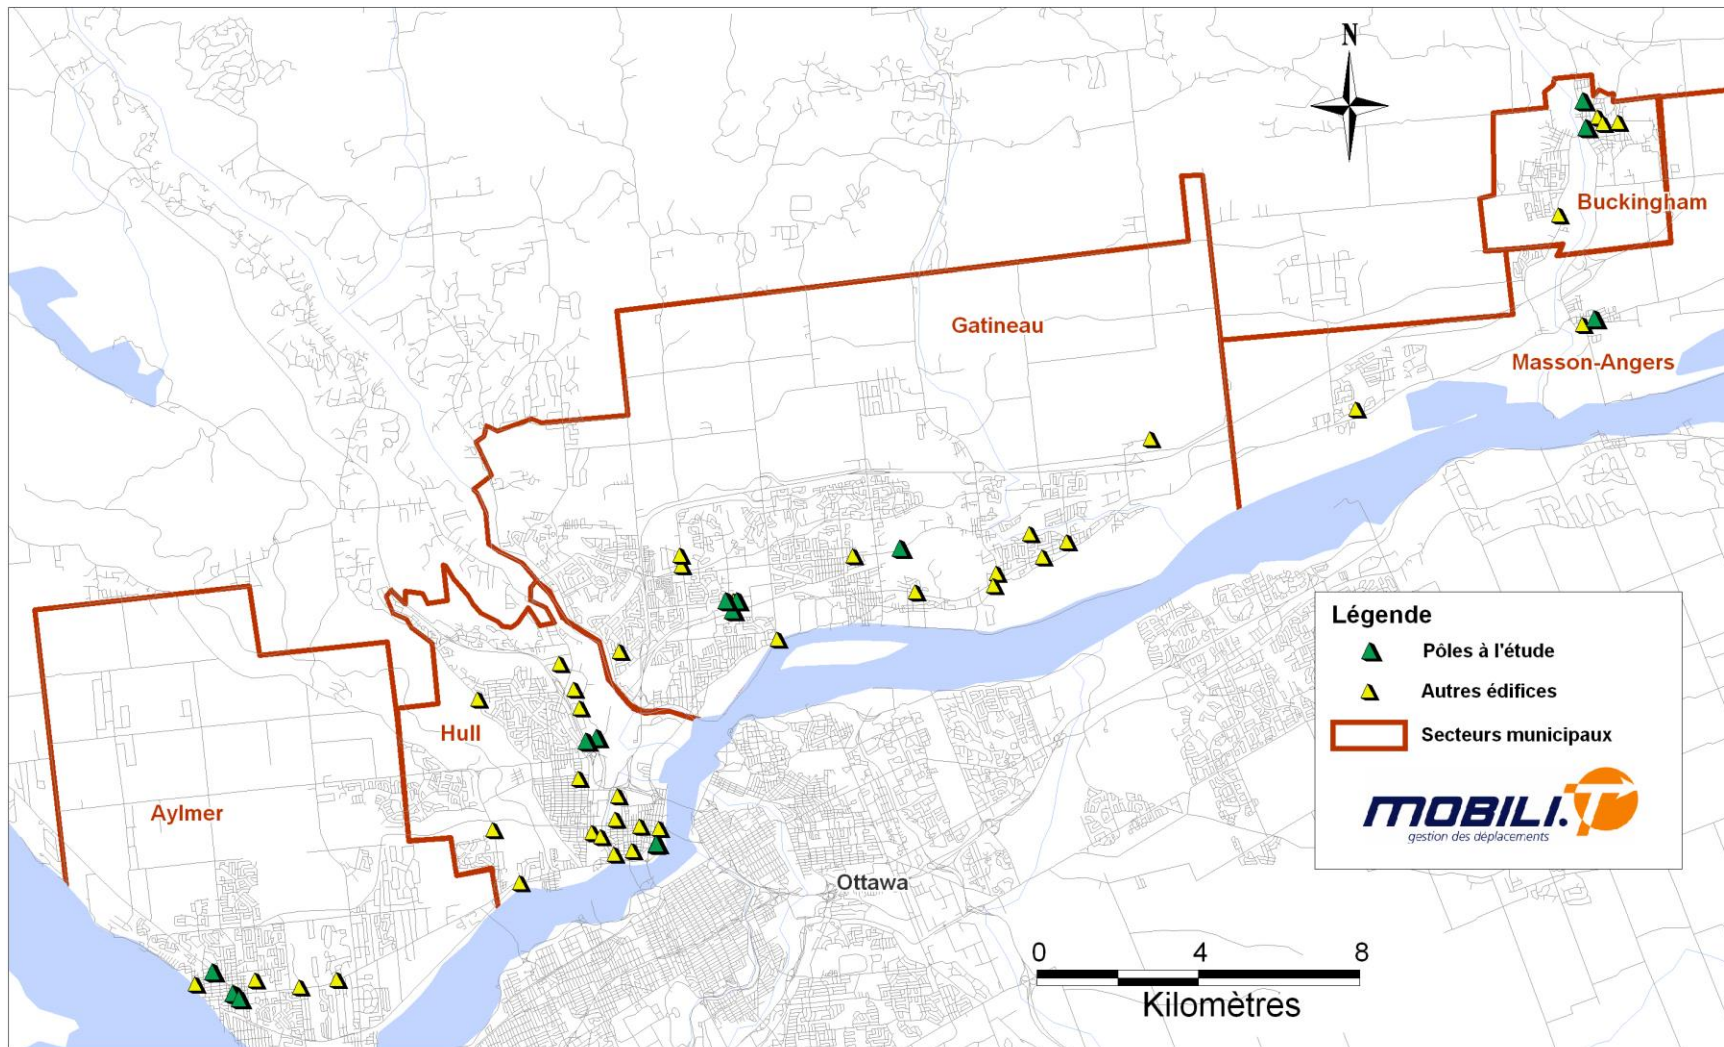 N
Buckingham
Gatineau
Masson-Angers
Hull
Aylmer
Ottawa
Légende
Pôles à l'étude
Autres édifices
Secteurs municipaux
MOBILI.T
gestion des déplacements
0 4 8
Kilomètres